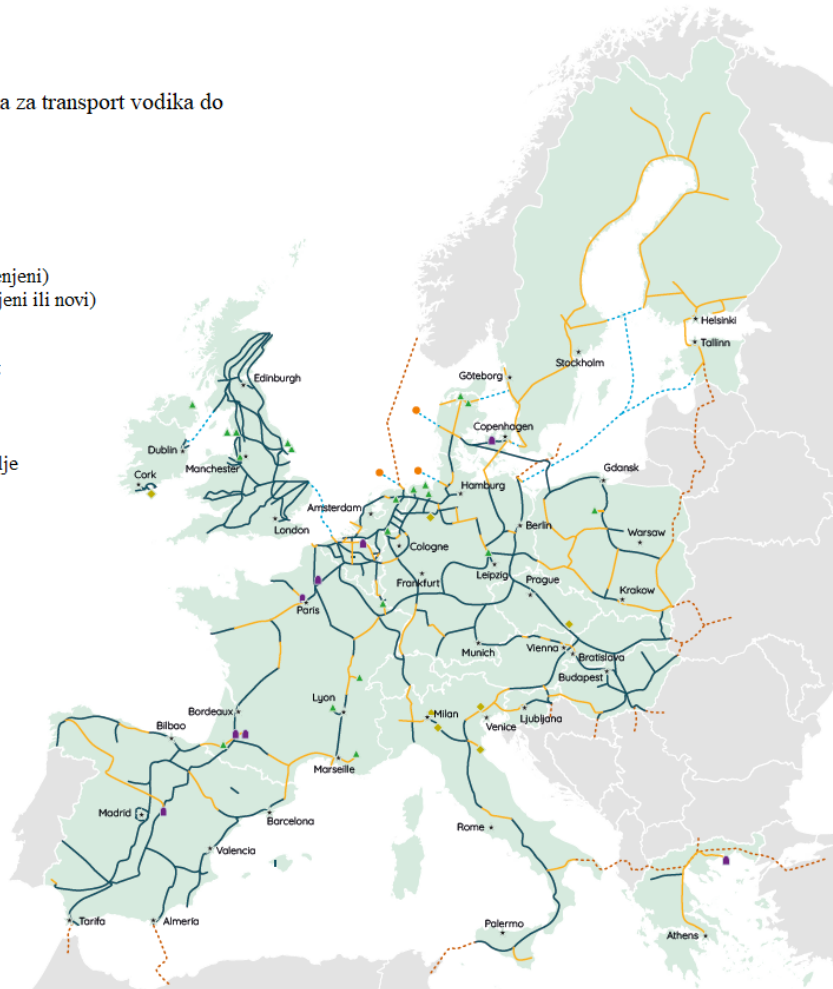 a za transport vodika do
enjeni)
jeni ili novi)
lje
Helsinki
Tallinn
Stockholm
Göteborg
Edinburgh
Copenhagen
Dublin
Manchester
Cork
Gdansk
Hamburg
Amsterdam
London
Berlin
Warsaw
Cologne
Frankfurt
Leipzig
Prague
Krakow
Paris
Munich
Vienna
Bratislava
Budapest
Lyon
Bordeaux
Milan
Venice
Ljubljana
Bilbao
Marseille
Madrid
Barcelona
Rome
Valencia
Tarifa
Almería
Palermo
Athens